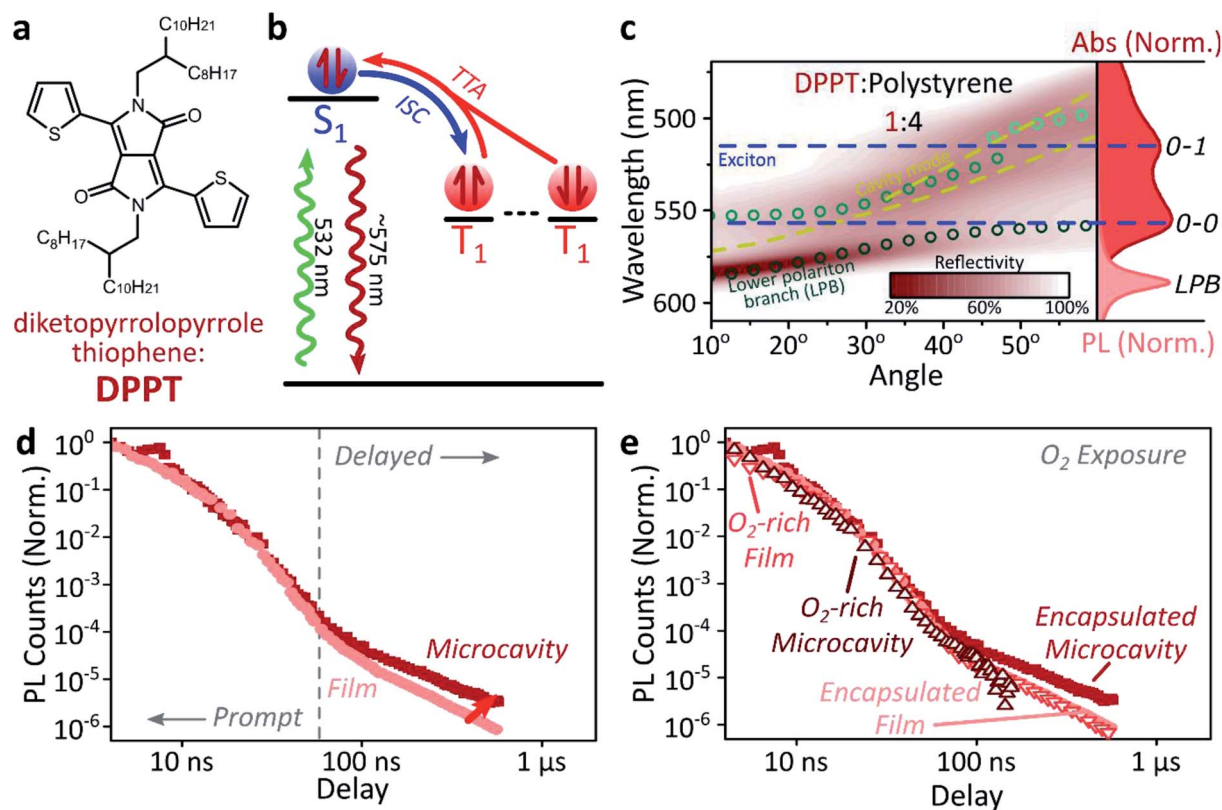 a
C10H21
C8H17
N
O
S
S
O
N
C8H17
C10H21
diketopyrrolopyrrole
thiophene:
DPPT
b
S1
ISC
TTA
T1
T1
532 nm
~575 nm
c
Abs (Norm.)
DPPT:Polystyrene
1:4
Exciton
Cavity mode
Lower polariton
branch (LPB)
Reflectivity
20% 60% 100%
0-1
0-0
LPB
PL (Norm.)
Wavelength (nm)
500
550
600
10° 20° 30° 40° 50°
Angle
d
Delayed
Prompt
Microcavity
Film
PL Counts (Norm.)
10^0
10^-1
10^-2
10^-3
10^-4
10^-5
10^-6
10 ns 100 ns 1 µs
Delay
e
O2 Exposure
O2-rich
Film
O2-rich
Microcavity
Encapsulated
Microcavity
Encapsulated
Film
PL Counts (Norm.)
10^0
10^-1
10^-2
10^-3
10^-4
10^-5
10^-6
10 ns 100 ns 1 µs
Delay